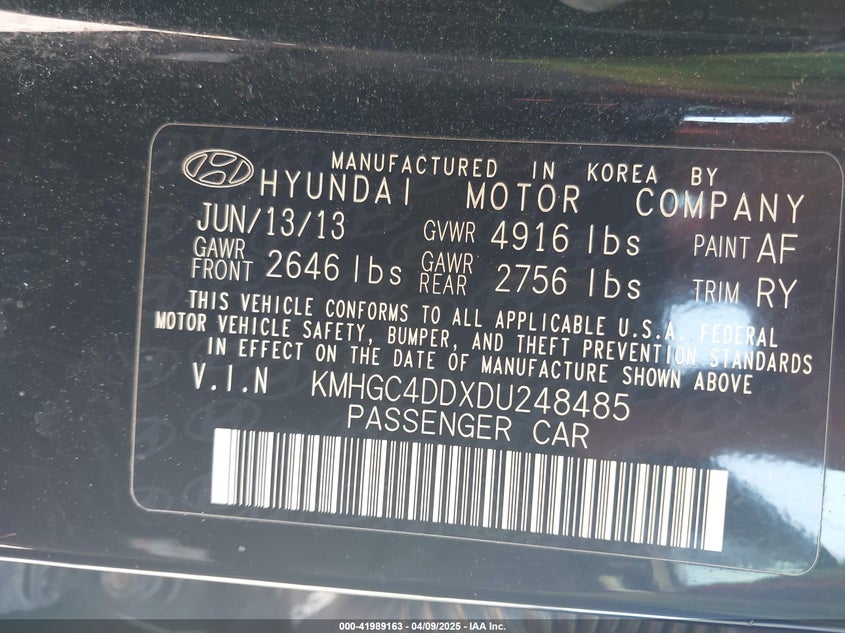 MANUFACTURED IN KOREA BY
HYUNDAI MOTOR COMPANY
JUN/13/13 GVWR 4916 lbs PAINT AF
GAWR FRONT 2646 lbs GAWR REAR 2756 lbs TRIM RY
THIS VEHICLE CONFORMS TO ALL APPLICABLE U.S.A. FEDERAL
MOTOR VEHICLE SAFETY, BUMPER, AND THEFT PREVENTION STANDARDS
IN EFFECT ON THE DATE OF MANUFACTURE SHOWN ABOVE
V.I.N KMHGC4DDXDU248485
PASSENGER CAR
000-41989163 - 04/09/2025 - IAA Inc.